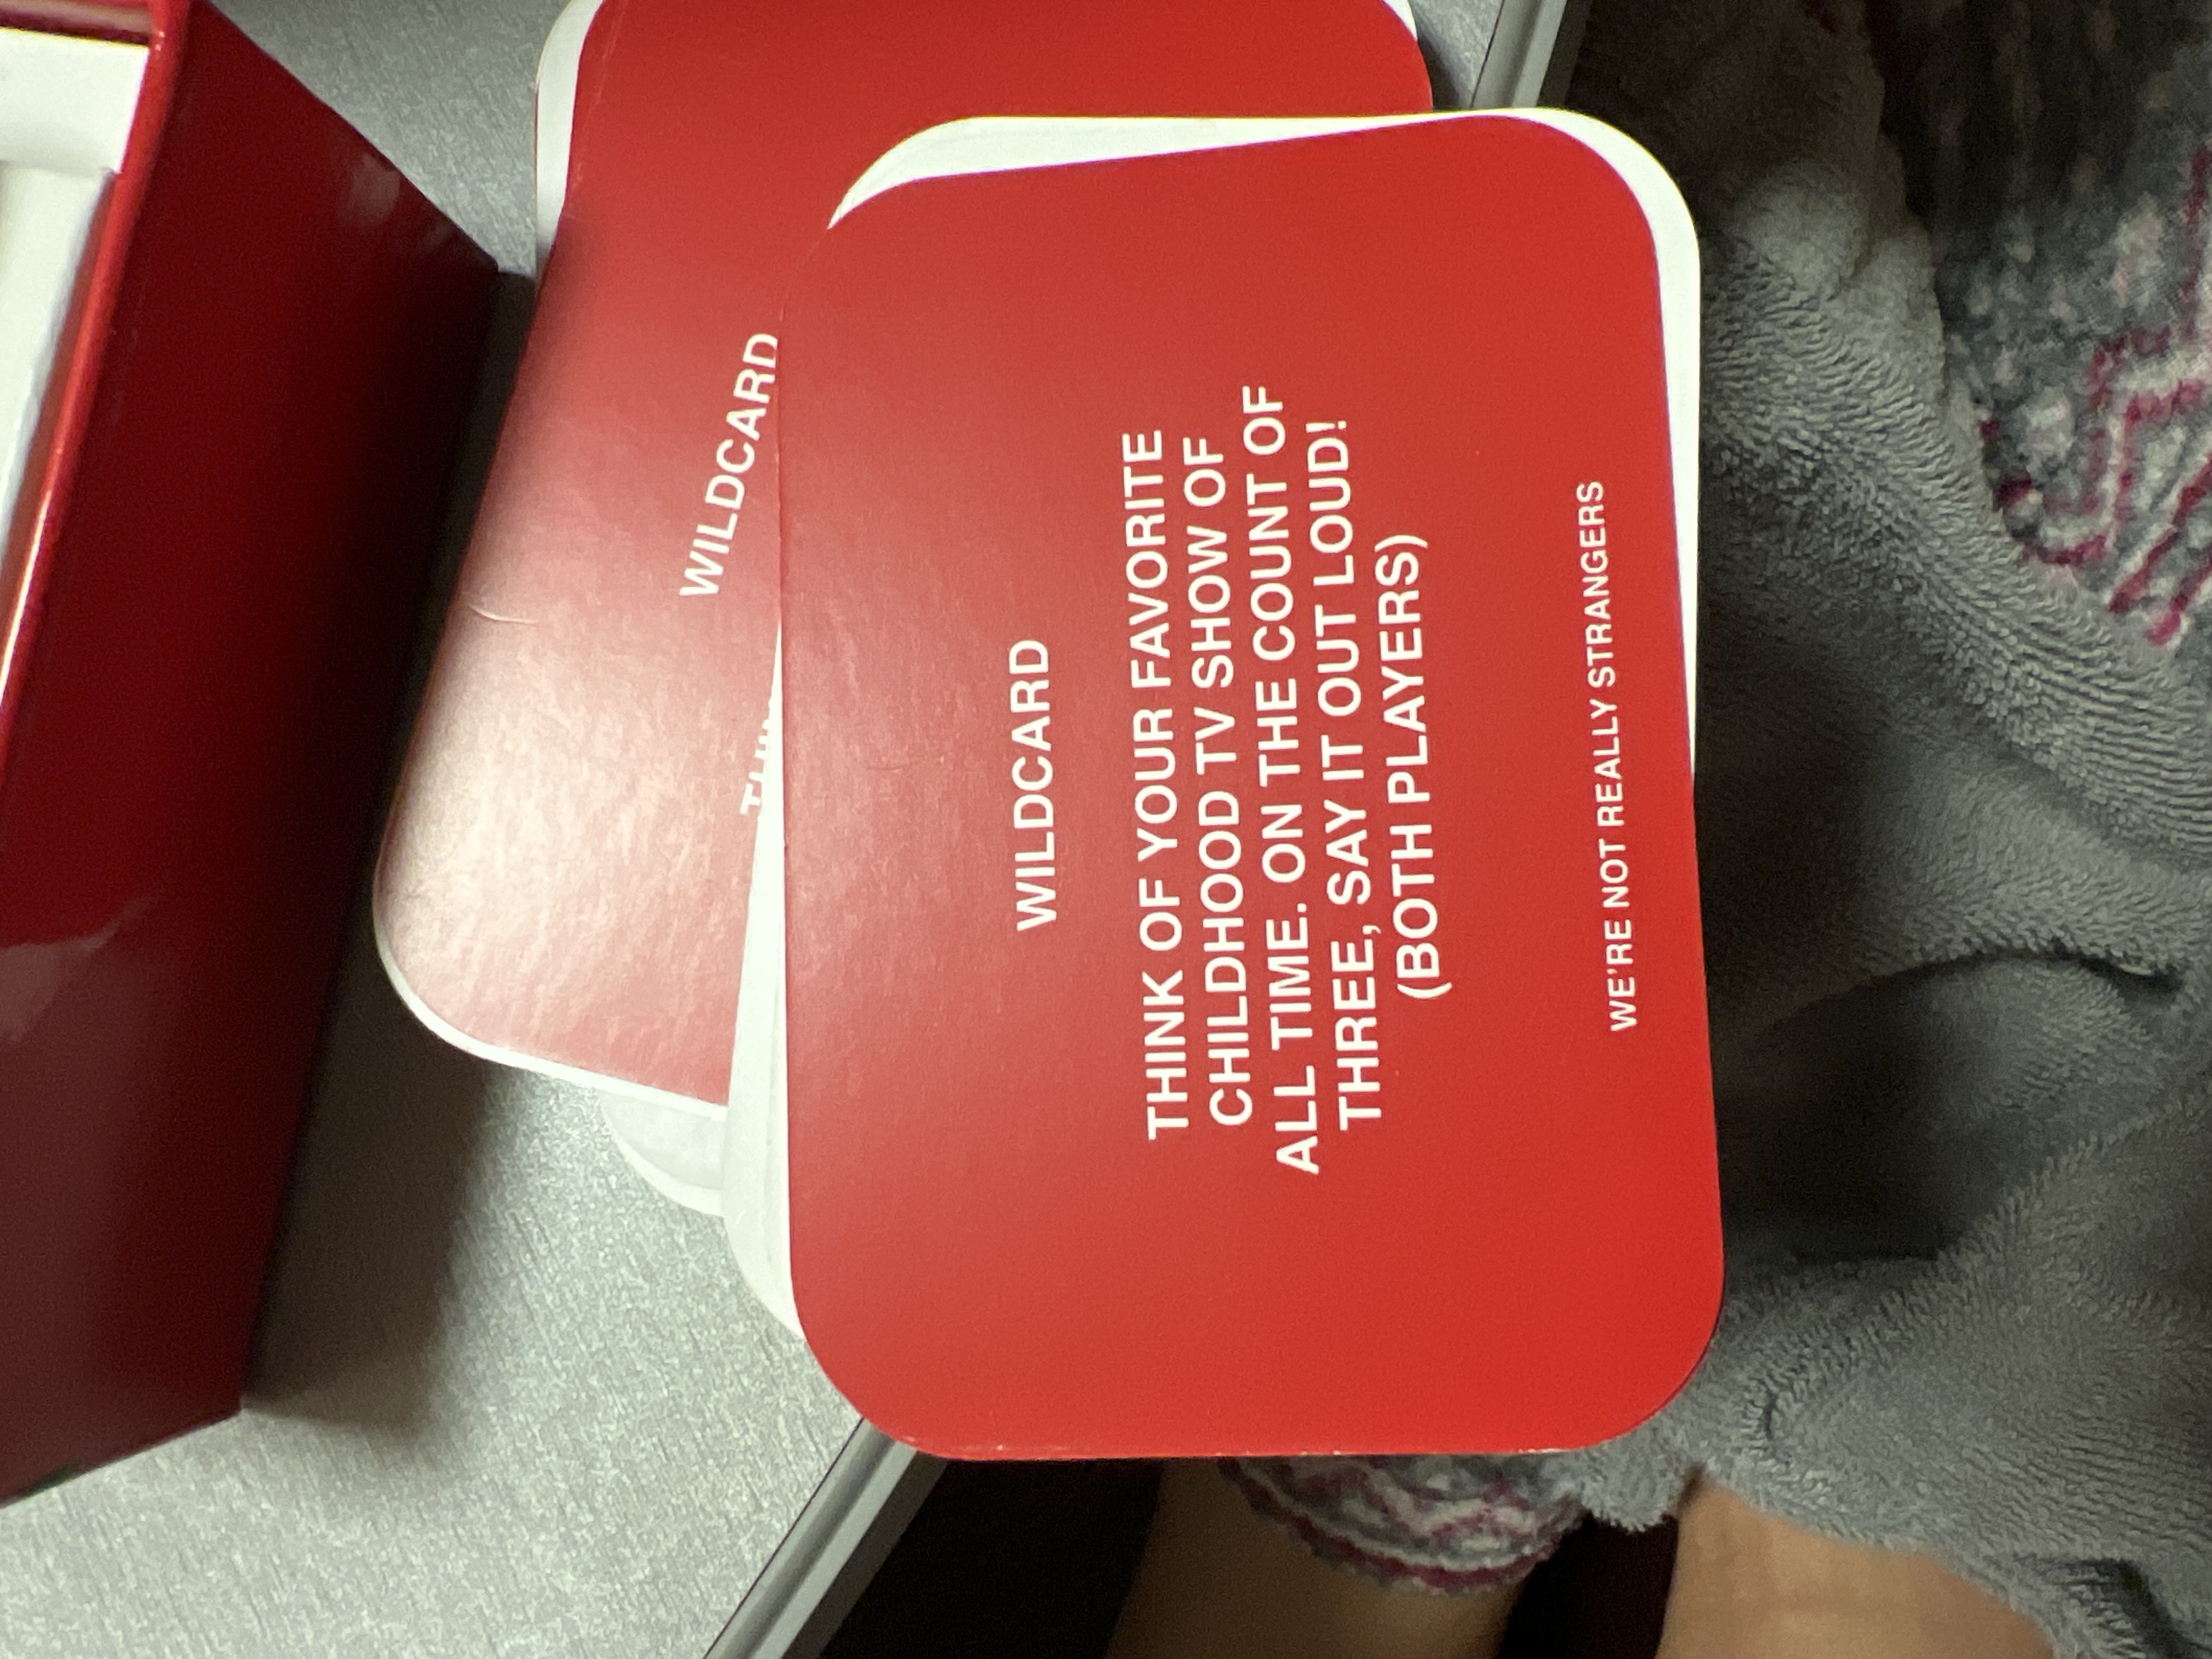 WILDCARD
WILDCARD
THINK OF YOUR FAVORITE
CHILDHOOD TV SHOW OF
ALL TIME. ON THE COUNT OF
THREE, SAY IT OUT LOUD!
(BOTH PLAYERS)
WE'RE NOT REALLY STRANGERS